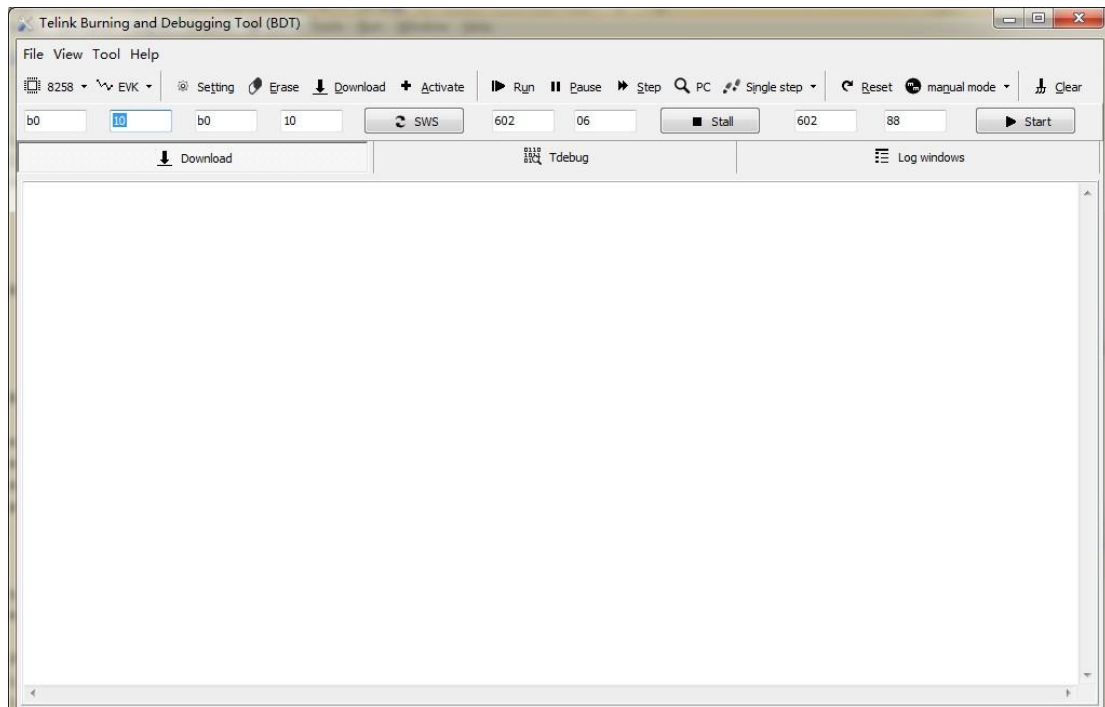 Telink Burning and Debugging Tool (BDT)
File View Tool Help
8258 EVK Setting Erase Download Activate Run Pause Step PC Single step Reset manual mode Clear
b0 10 b0 10 SWS 602 06 Stall 602 88 Start
Download Tdebug Log windows